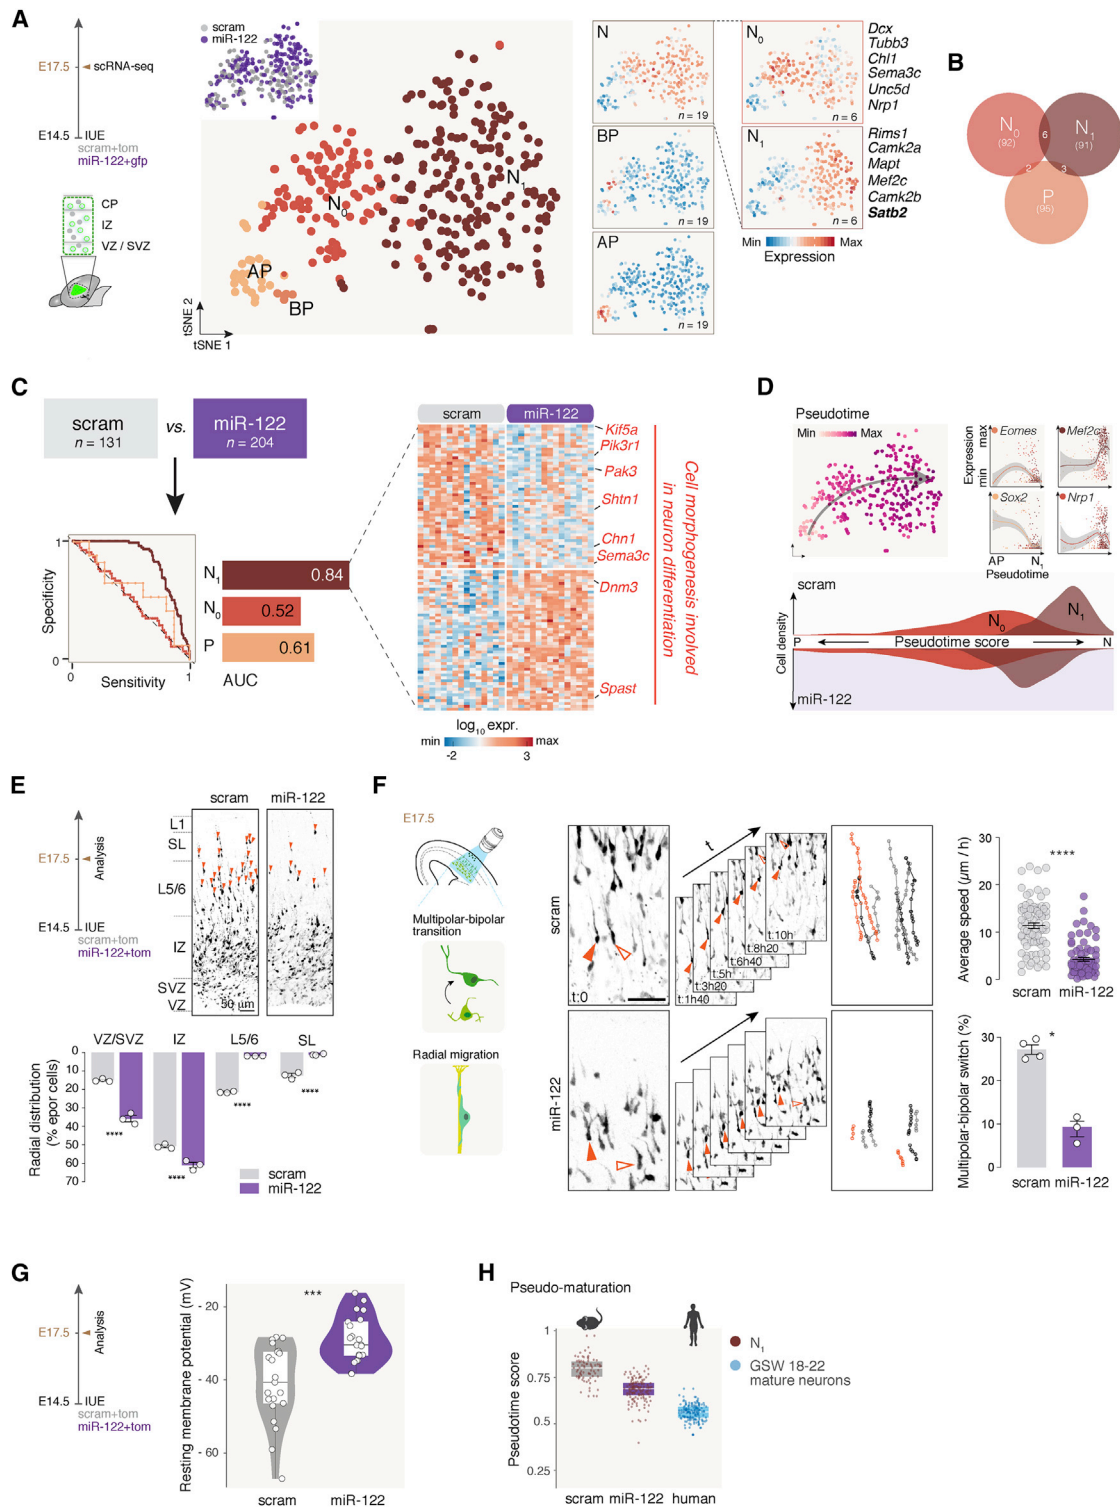 A
scram
miR-122
E17.5
scRNA-seq
E14.5
IUE
scram+tom
miR-122+gfp
CP
IZ
VZ / SVZ
N1
N0
AP
BP
tSNE 2
tSNE 1
N
n = 19
BP
n = 19
AP
n = 19
N0
n = 6
N1
n = 6
Dcx
Tubb3
Chl1
Sema3c
Unc5d
Nrp1
Rims1
Camk2a
Mapt
Mef2c
Camk2b
Satb2
Min
Max
Expression
B
N0
(92)
6
N1
(91)
2
3
P
(95)
C
scram
n = 131
vs.
miR-122
n = 204
1
Specificity
0
0
Sensitivity
1
N1
0.84
N0
0.52
P
0.61
AUC
scram
miR-122
Kif5a
Pik3r1
Pak3
Shtn1
Chn1
Sema3c
Dnm3
Spast
Cell morphogenesis involved
in neuron differentiation
log10 expr.
min
max
-2
3
D
Pseudotime
Min
Max
Expression
min
max
Eomes
Mef2c
Sox2
Nrp1
AP
N1
Pseudotime
scram
Cell density
N0
N1
P
Pseudotime score
N
miR-122
E
E17.5
Analysis
E14.5
IUE
scram+tom
miR-122+tom
scram
miR-122
L1
SL
L5/6
IZ
SVZ
VZ
50 µm
VZ/SVZ
IZ
L5/6
SL
Radial distribution
(% epor cells)
0
10
20
30
40
50
60
70
****
****
****
****
scram
miR-122
F
E17.5
Multipolar-bipolar
transition
Radial migration
scram
t:0
t
t:10h
t:8h20
t:6h40
t:5h
t:3h20
t:1h40
miR-122
Average speed (µm / h)
30
20
10
0
****
scram
miR-122
Multipolar-bipolar switch (%)
30
20
10
0
*
scram
miR-122
G
E17.5
Analysis
E14.5
IUE
scram+tom
miR-122+tom
Resting membrane potential (mV)
- 20
- 40
- 60
***
scram
miR-122
H
Pseudo-maturation
Pseudotime score
1
0.75
0.5
0.25
scram
miR-122
human
N1
GSW 18-22
mature neurons